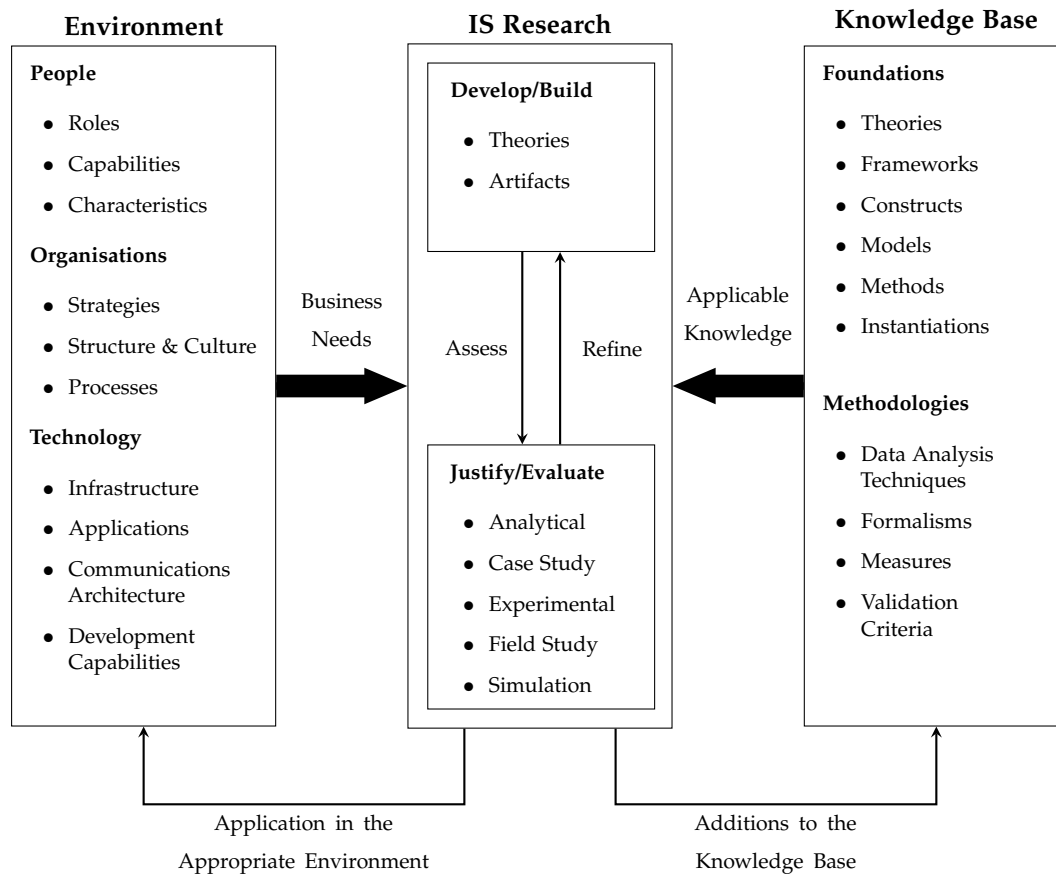 Environment
People
• Roles
• Capabilities
• Characteristics
Organisations
• Strategies
• Structure & Culture
• Processes
Technology
• Infrastructure
• Applications
• Communications
Architecture
• Development
Capabilities
Business
Needs
IS Research
Develop/Build
• Theories
• Artifacts
Assess
Refine
Justify/Evaluate
• Analytical
• Case Study
• Experimental
• Field Study
• Simulation
Applicable
Knowledge
Knowledge Base
Foundations
• Theories
• Frameworks
• Constructs
• Models
• Methods
• Instantiations
Methodologies
• Data Analysis
Techniques
• Formalisms
• Measures
• Validation
Criteria
Application in the
Appropriate Environment
Additions to the
Knowledge Base